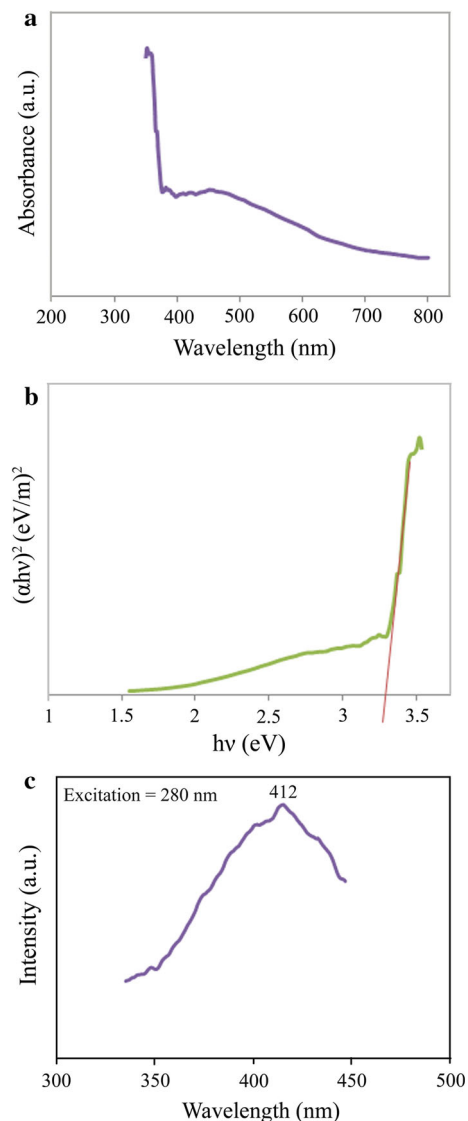 a
Absorbance (a.u.)
200 300 400 500 600 700 800
Wavelength (nm)
b
(αhν)² (eV/m)²
1 1.5 2 2.5 3 3.5
hν (eV)
c
Excitation = 280 nm
412
Intensity (a.u.)
300 350 400 450 500
Wavelength (nm)